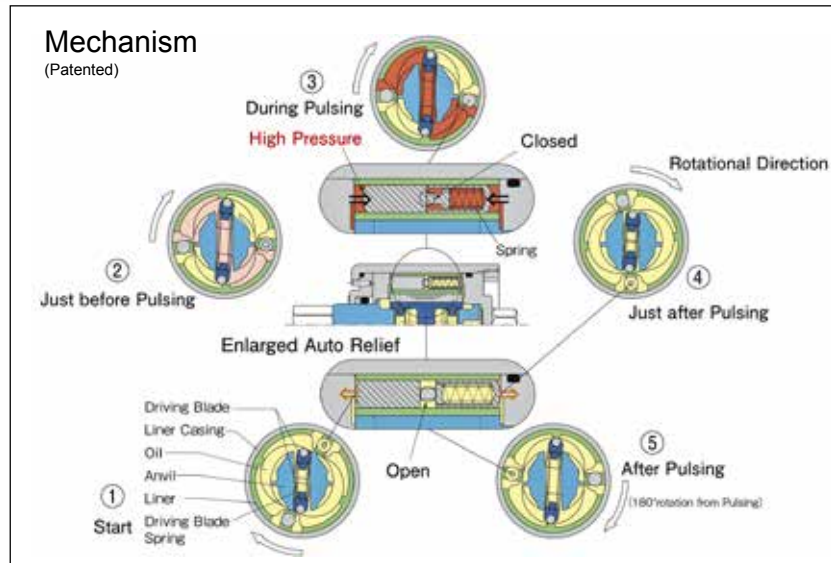 Mechanism
(Patented)
③
During Pulsing
High Pressure
Closed
Rotational Direction
Spring
②
Just before Pulsing
④
Just after Pulsing
Enlarged Auto Relief
Driving Blade
Liner Casing
Oil
Anvil
Liner
Driving Blade
Spring
①
Start
Open
⑤
After Pulsing
(180°rotation from Pulsing)